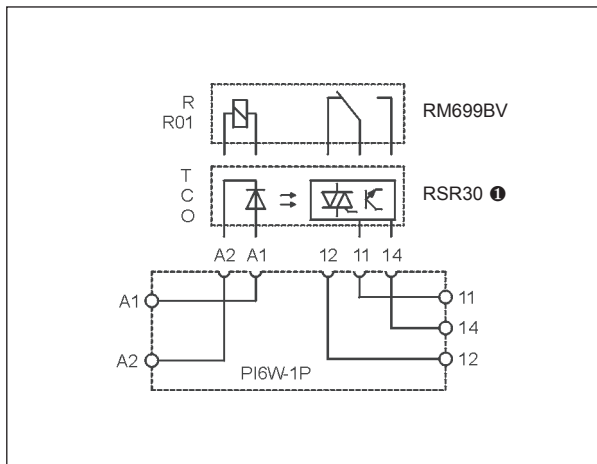 R
R01
RM699BV
T
C
O
RSR30 ❶
A2 A1 12 11 14
A1 11
14
A2 12
PI6W-1P